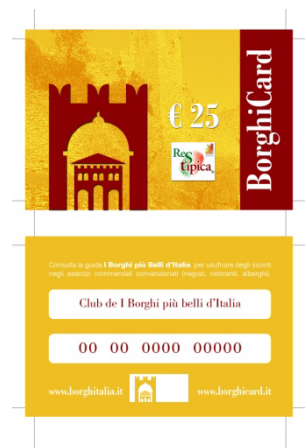 € 25
Res
Tipica
BorghiCard
Consulta la guida I Borghi più Belli d'Italia per usufruire degli sconti
negli esercizi commerciali convenzionati (negozi, ristoranti, alberghi).
Club de I Borghi più belli d'Italia
00 00 0000 00000
www.borghitalia.it
www.borghicard.it